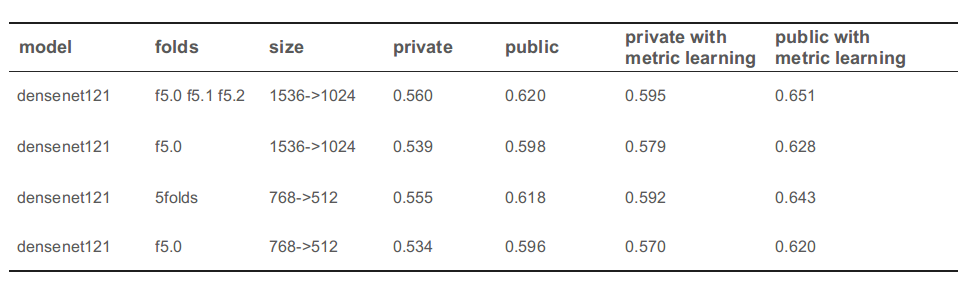 model folds size private public private with metric learning public with metric learning
densenet121 f5.0 f5.1 f5.2 1536->1024 0.560 0.620 0.595 0.651
densenet121 f5.0 1536->1024 0.539 0.598 0.579 0.628
densenet121 5folds 768->512 0.555 0.618 0.592 0.643
densenet121 f5.0 768->512 0.534 0.596 0.570 0.620